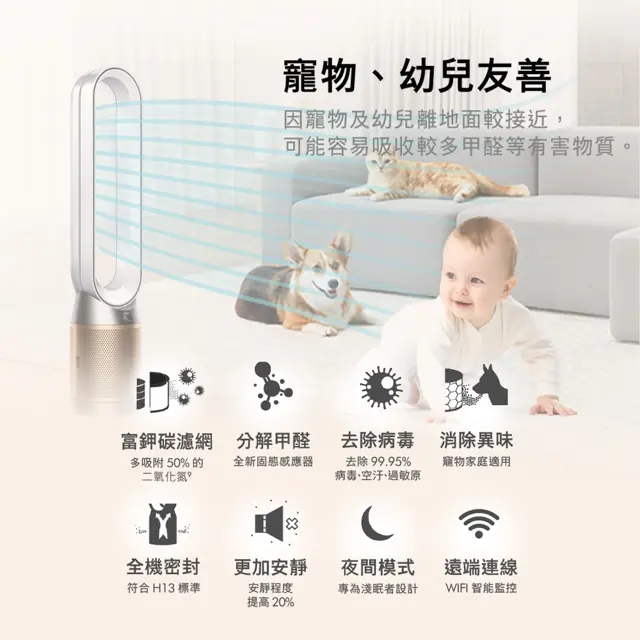 寵物、幼兒友善
因寵物及幼兒離地面較接近，
可能容易吸收較多甲醛等有害物質。
富鉀碳濾網
多吸附 50% 的
二氧化氮⁹
分解甲醛
全新固態感應器
去除病毒
去除 99.95%
病毒、空汙、過敏原
消除異味
寵物家庭適用
全機密封
符合 H13 標準
更加安靜
安靜程度
提高 20%
夜間模式
專為淺眠者設計
遠端連線
WIFI 智能監控